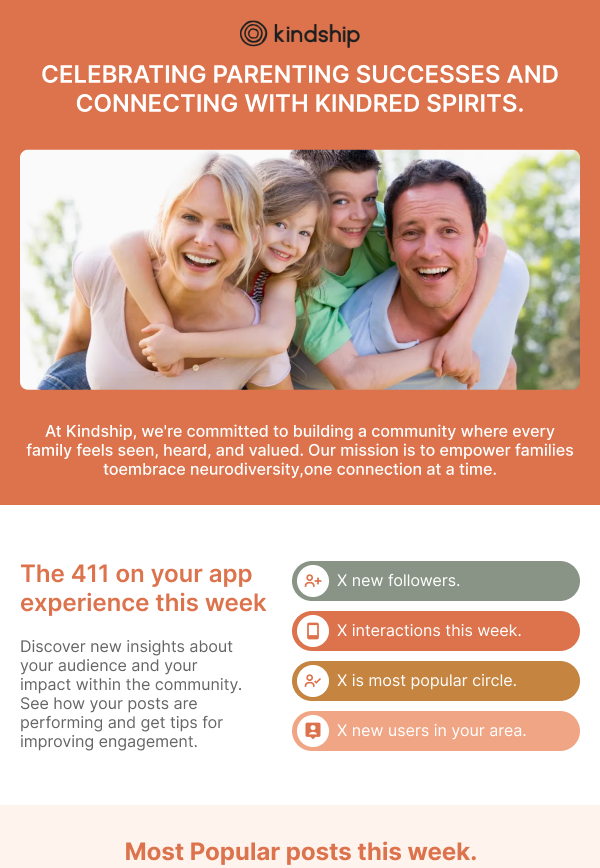 kindship
CELEBRATING PARENTING SUCCESSES AND
CONNECTING WITH KINDRED SPIRITS.
At Kindship, we're committed to building a community where every
family feels seen, heard, and valued. Our mission is to empower families
toembrace neurodiversity,one connection at a time.
The 411 on your app
experience this week
Discover new insights about
your audience and your
impact within the community.
See how your posts are
performing and get tips for
improving engagement.
X new followers.
X interactions this week.
X is most popular circle.
X new users in your area.
Most Popular posts this week.